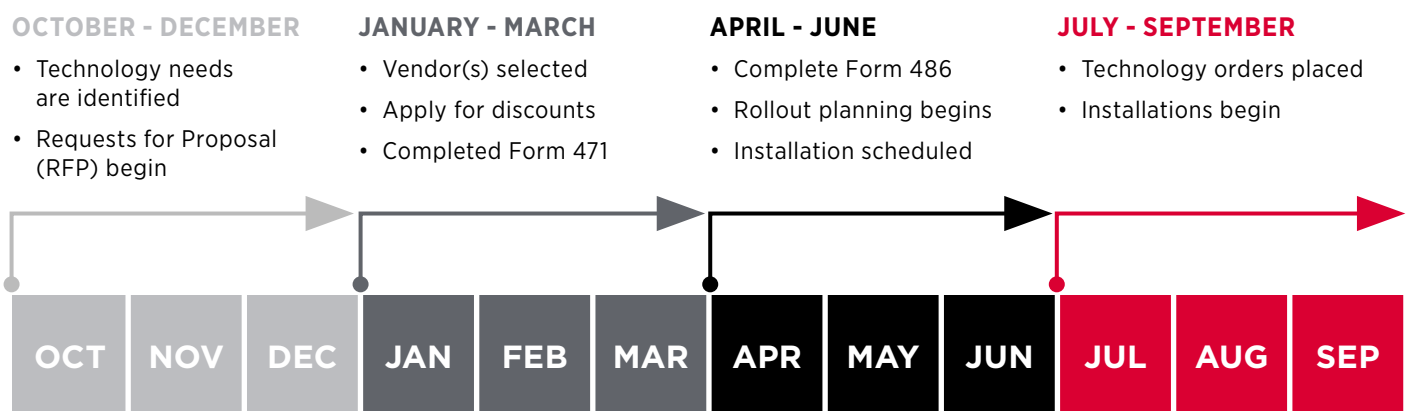 OCTOBER - DECEMBER
• Technology needs
are identified
• Requests for Proposal
(RFP) begin
JANUARY - MARCH
• Vendor(s) selected
• Apply for discounts
• Completed Form 471
APRIL - JUNE
• Complete Form 486
• Rollout planning begins
• Installation scheduled
JULY - SEPTEMBER
• Technology orders placed
• Installations begin
OCT NOV DEC JAN FEB MAR APR MAY JUN JUL AUG SEP